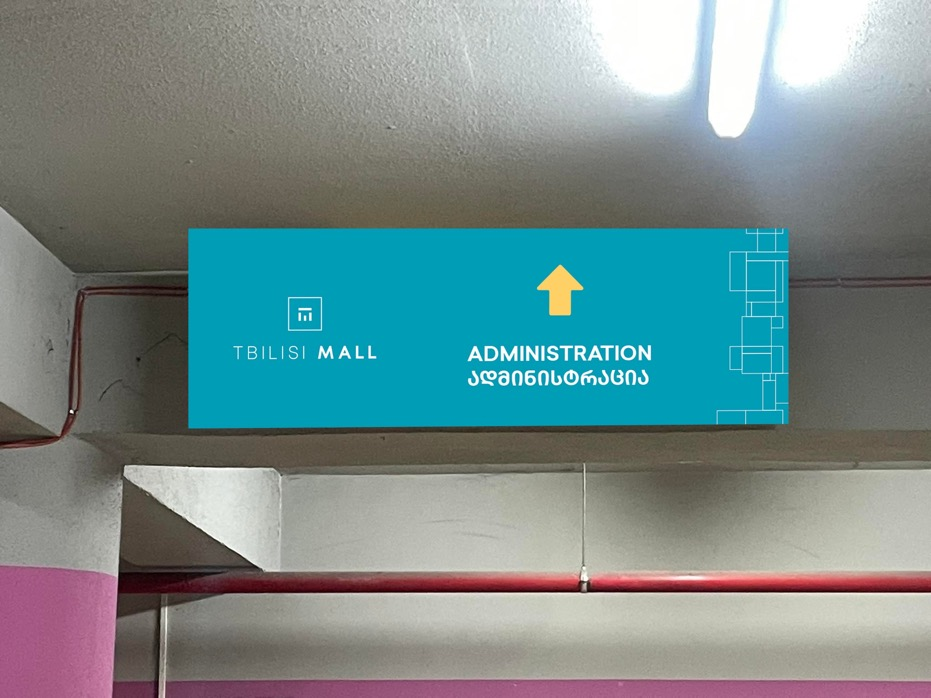 TBILISI MALL
ADMINISTRATION
ᲐᲓᲛᲘᲜᲘᲡᲢᲠᲐᲪᲘᲐ